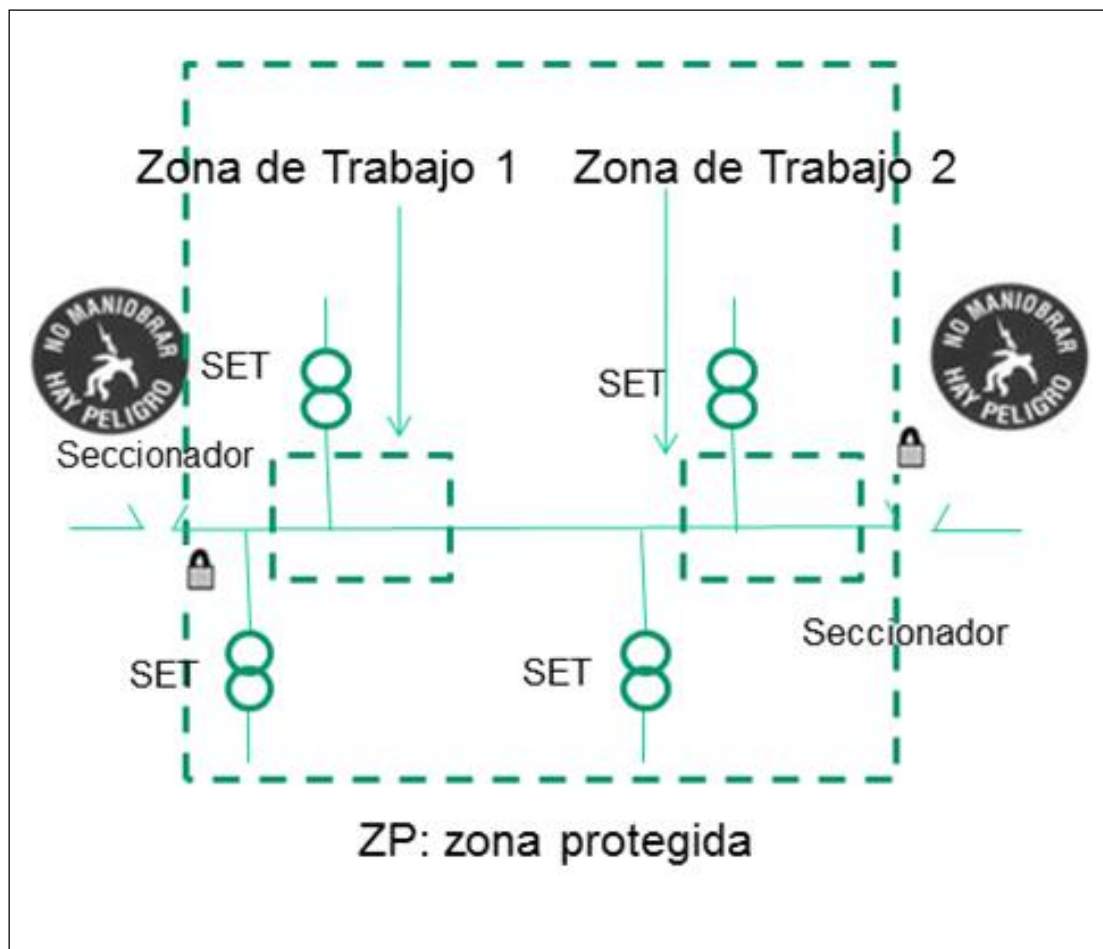 Zona de Trabajo 1
Zona de Trabajo 2
NO MANIOBRAR
HAY PELIGRO
SET
SET
NO MANIOBRAR
HAY PELIGRO
Seccionador
Seccionador
SET
SET
ZP: zona protegida